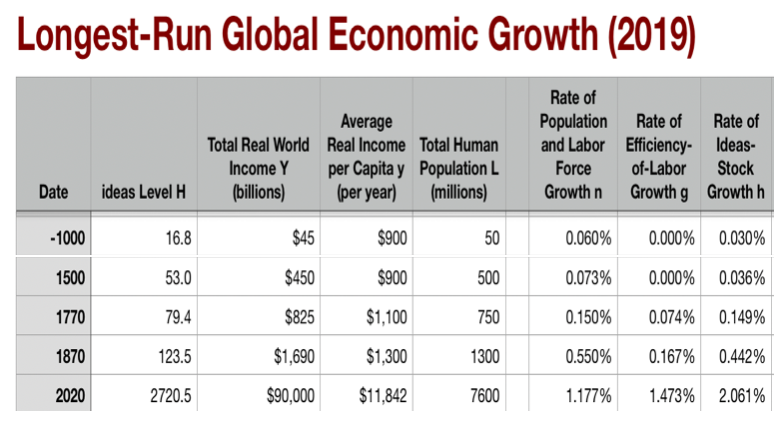 Longest-Run Global Economic Growth (2019)
Date | ideas Level H | Total Real World Income Y (billions) | Average Real Income per Capita y (per year) | Total Human Population L (millions) | Rate of Population and Labor Force Growth n | Rate of Efficiency-of-Labor Growth g | Rate of Ideas-Stock Growth h
-1000 | 16.8 | $45 | $900 | 50 | 0.060% | 0.000% | 0.030%
1500 | 53.0 | $450 | $900 | 500 | 0.073% | 0.000% | 0.036%
1770 | 79.4 | $825 | $1,100 | 750 | 0.150% | 0.074% | 0.149%
1870 | 123.5 | $1,690 | $1,300 | 1300 | 0.550% | 0.167% | 0.442%
2020 | 2720.5 | $90,000 | $11,842 | 7600 | 1.177% | 1.473% | 2.061%